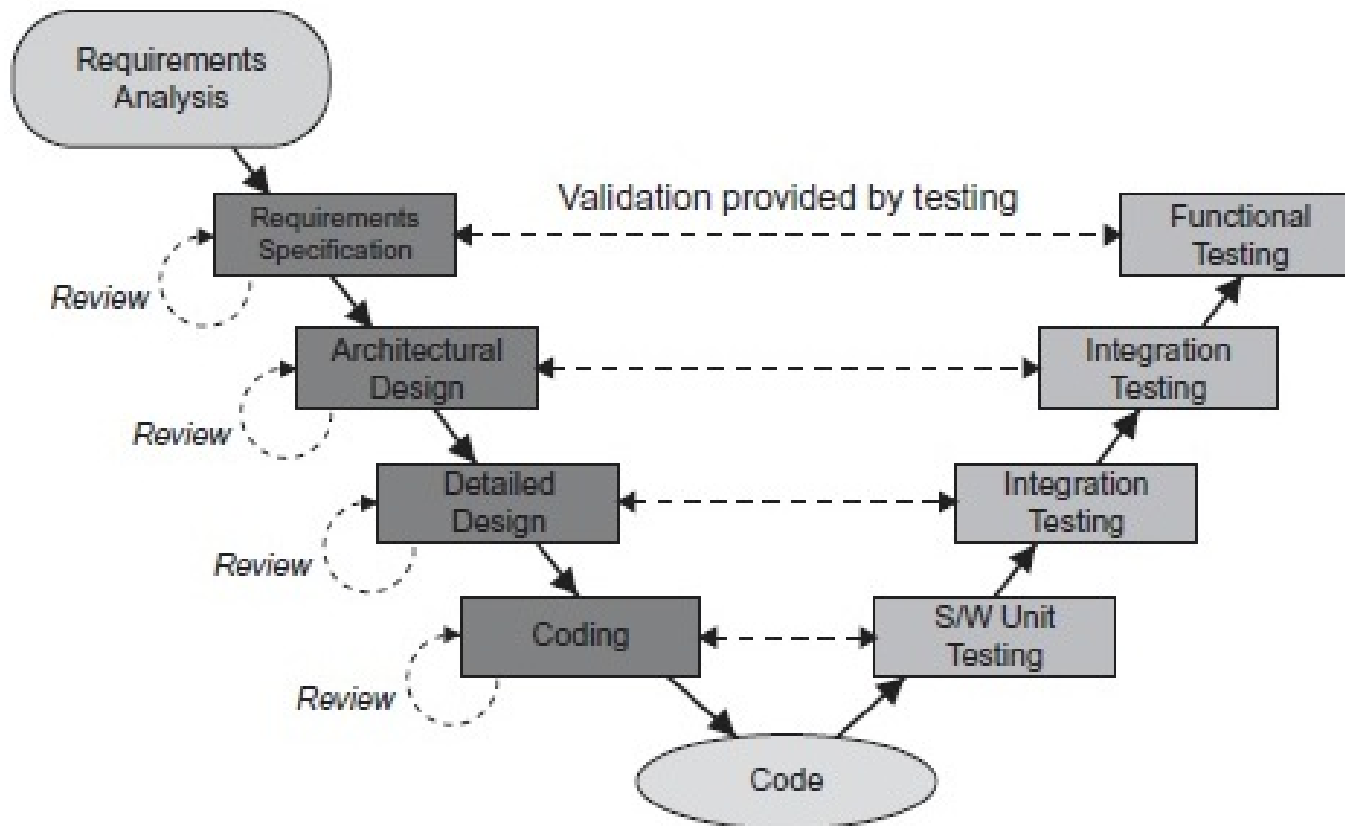 Requirements
Analysis
Requirements
Specification
Validation provided by testing
Functional
Testing
Review
Architectural
Design
Integration
Testing
Review
Detailed
Design
Integration
Testing
Review
Coding
S/W Unit
Testing
Review
Code